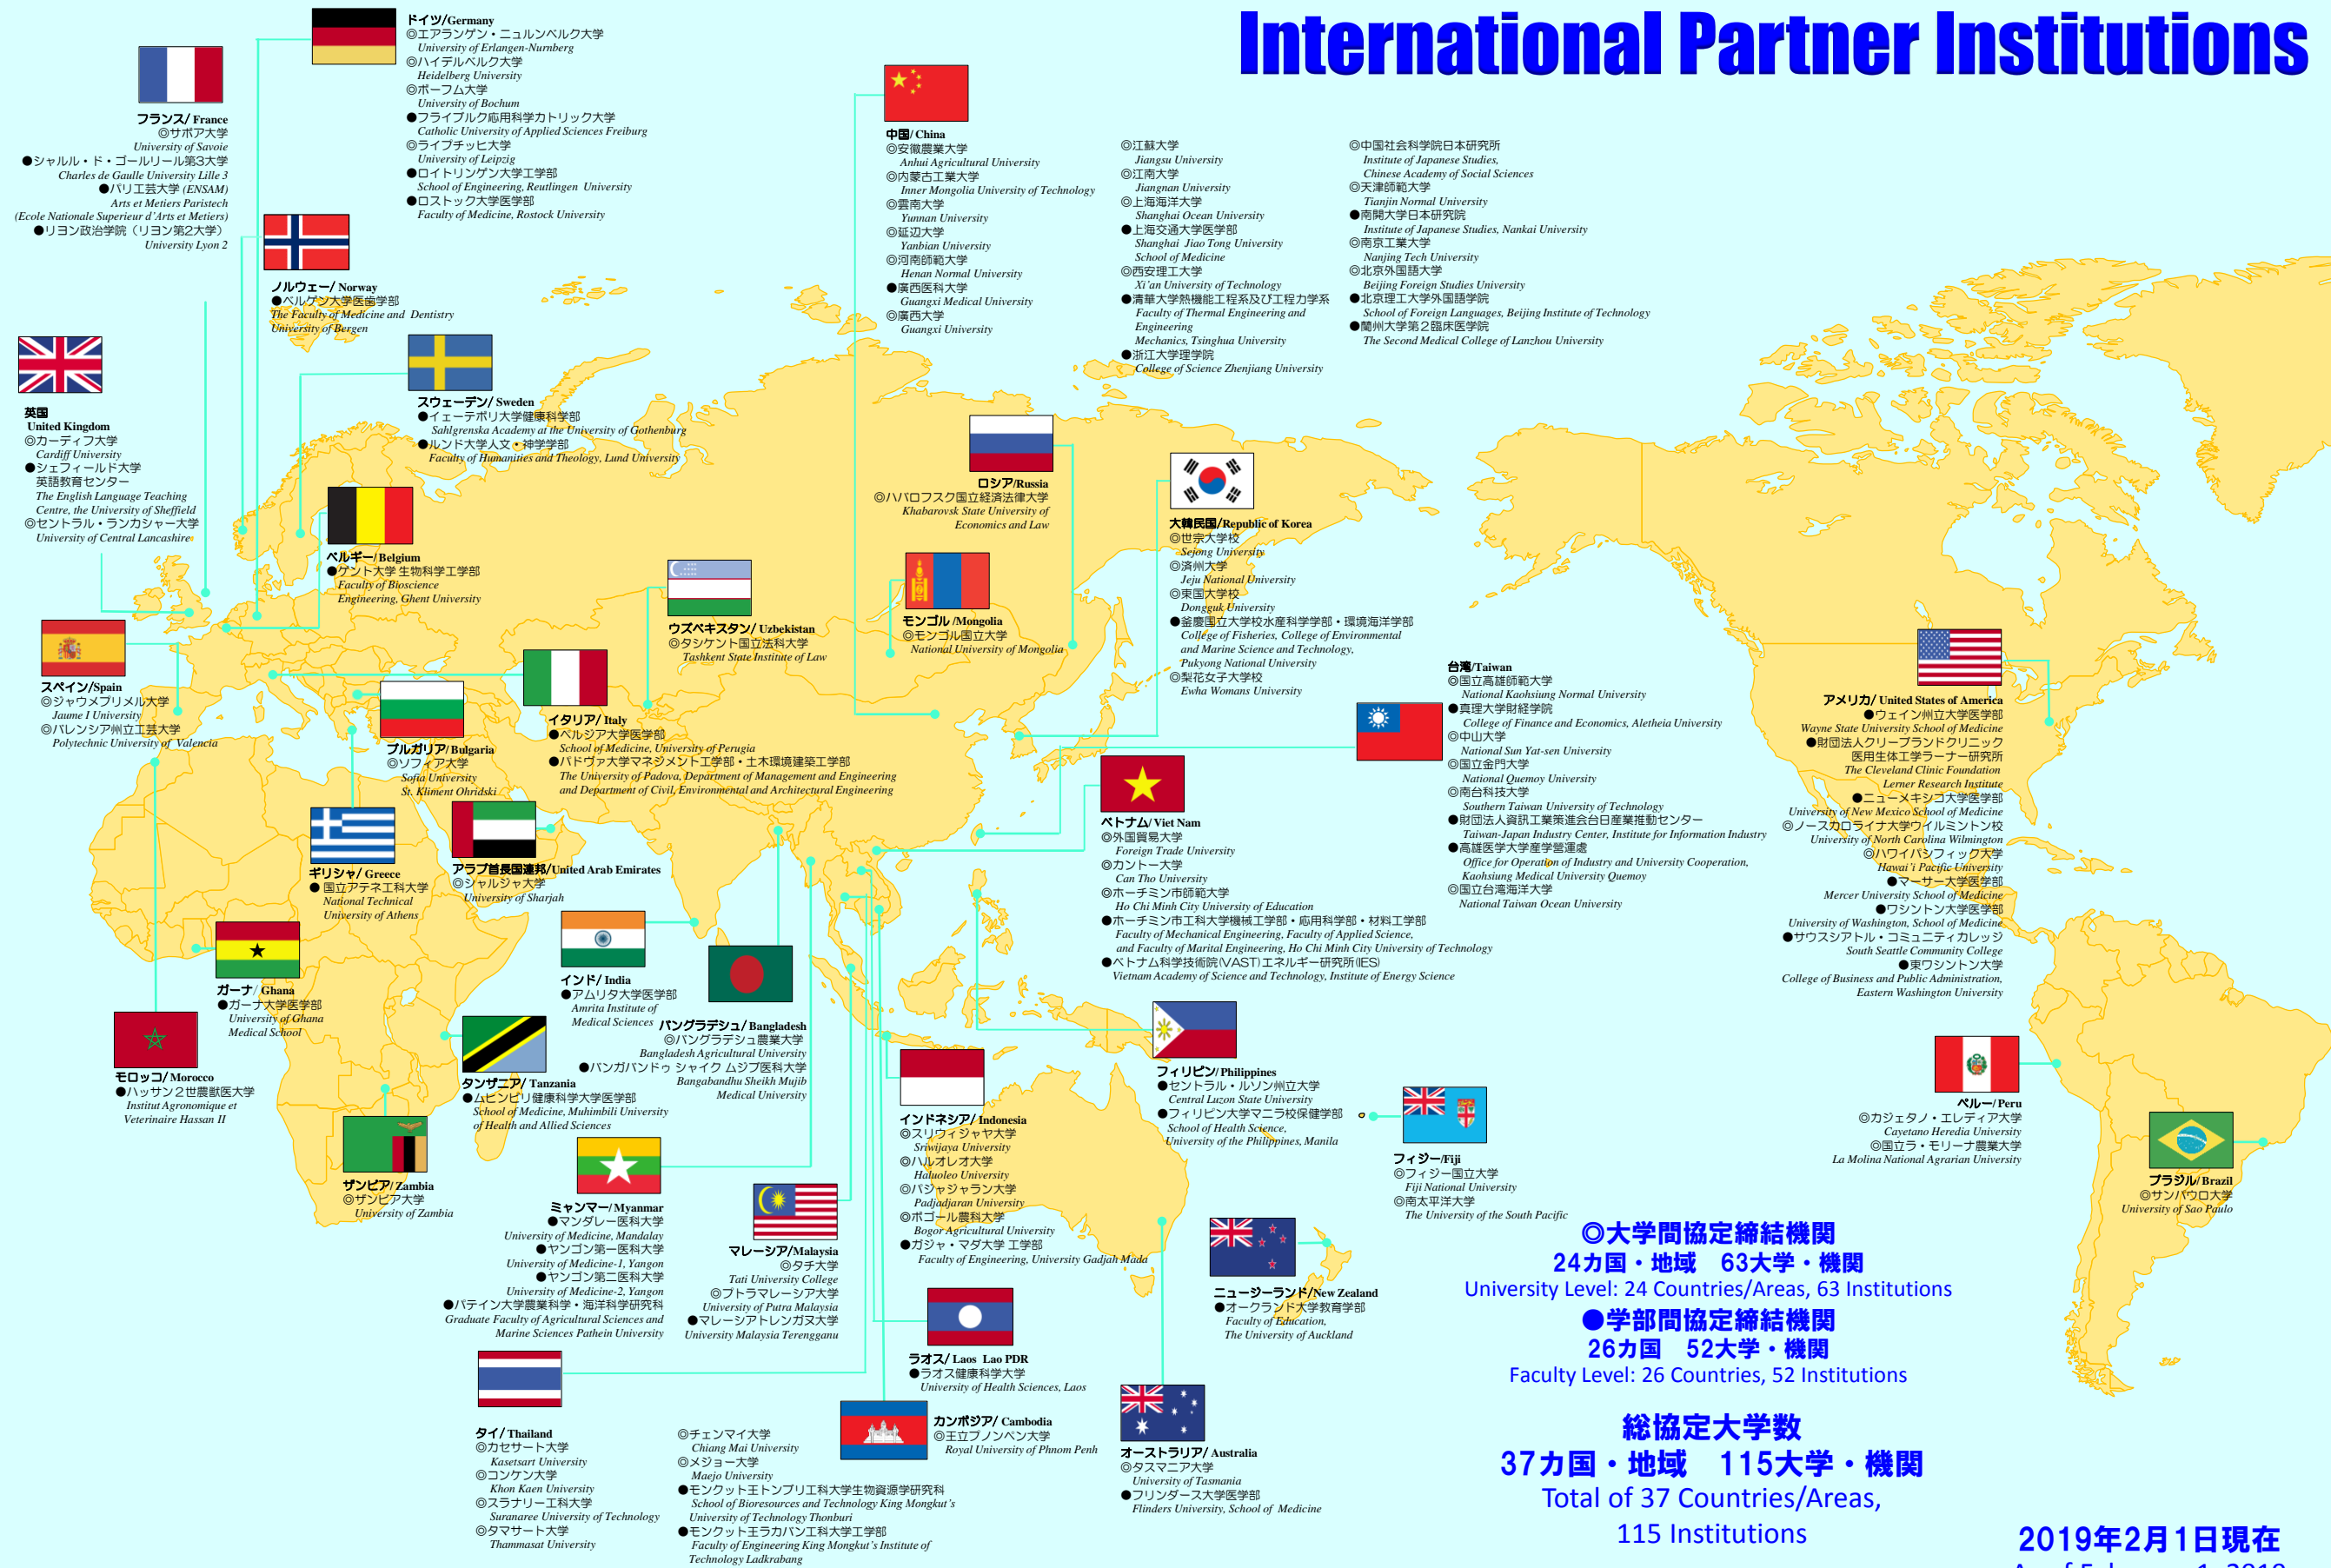 International Partner Institutions
ドイツ/Germany
◎エアランゲン・ニュルンベルク大学
University of Erlangen-Nurnberg
◎ハイデルベルク大学
Heidelberg University
◎ボーフム大学
University of Bochum
●フライブルク応用科学カトリック大学
Catholic University of Applied Sciences Freiburg
◎ライプチッヒ大学
University of Leipzig
●ロイトリンゲン大学工学部
School of Engineering, Reutlingen University
●ロストック大学医学部
Faculty of Medicine, Rostock University
フランス/ France
◎サボア大学
University of Savoie
●シャルル・ド・ゴールリール第3大学
Charles de Gaulle University Lille 3
●パリ工芸大学 (ENSAM)
Arts et Metiers Paristech
(Ecole Nationale Superieur d'Arts et Metiers)
●リヨン政治学院（リヨン第2大学）
University Lyon 2
ノルウェー/ Norway
●ベルゲン大学医歯学部
The Faculty of Medicine and Dentistry
University of Bergen
英国
United Kingdom
◎カーディフ大学
Cardiff University
●シェフィールド大学
英語教育センター
The English Language Teaching
Centre, the University of Sheffield
◎セントラル・ランカシャー大学
University of Central Lancashire
スウェーデン/ Sweden
●イェーテボリ大学健康科学部
Sahlgrenska Academy at the University of Gothenburg
●ルンド大学人文・神学学部
Faculty of Humanities and Theology, Lund University
ベルギー/ Belgium
●ゲント大学 生物科学工学部
Faculty of Bioscience
Engineering, Ghent University
スペイン/Spain
◎ジャウメプリメル大学
Jaume I University
◎バレンシア州立工芸大学
Polytechnic University of Valencia
ブルガリア/ Bulgaria
◎ソフィア大学
Sofia University
St. Kliment Ohridski
イタリア/ Italy
●ペルジア大学医学部
School of Medicine, University of Perugia
●パドヴァ大学マネジメント工学部・土木環境建築工学部
The University of Padova, Department of Management and Engineering
and Department of Civil, Environmental and Architectural Engineering
ウズベキスタン/ Uzbekistan
◎タシケント国立法科大学
Tashkent State Institute of Law
ギリシャ/ Greece
● 国立アテネ工科大学
National Technical
University of Athens
アラブ首長国連邦/United Arab Emirates
◎シャルジャ大学
University of Sharjah
中国/ China
◎安徽農業大学
Anhui Agricultural University
◎内蒙古工業大学
Inner Mongolia University of Technology
◎雲南大学
Yunnan University
◎延辺大学
Yanbian University
◎河南師範大学
Henan Normal University
●廣西医科大学
Guangxi Medical University
◎廣西大学
Guangxi University
◎江蘇大学
Jiangsu University
◎江南大学
Jiangnan University
◎上海海洋大学
Shanghai Ocean University
●上海交通大学医学部
Shanghai Jiao Tong University
School of Medicine
◎西安理工大学
Xi'an University of Technology
●清華大学熱機能工程系及び工程力学系
Faculty of Thermal Engineering and
Engineering
Mechanics, Tsinghua University
●浙江大学理学院
College of Science Zhenjiang University
◎中国社会科学院日本研究所
Institute of Japanese Studies,
Chinese Academy of Social Sciences
◎天津師範大学
Tianjin Normal University
●南開大学日本研究院
Institute of Japanese Studies, Nankai University
◎南京工業大学
Nanjing Tech University
◎北京外国語大学
Beijing Foreign Studies University
●北京理工大学外国語学院
School of Foreign Languages, Beijing Institute of Technology
●蘭州大学第２臨床医学院
The Second Medical College of Lanzhou University
ロシア/Russia
◎ハバロフスク国立経済法律大学
Khabarovsk State University of
Economics and Law
モンゴル /Mongolia
◎モンゴル国立大学
National University of Mongolia
大韓民国/Republic of Korea
◎世宗大学校
Sejong University
◎済州大学
Jeju National University
◎東国大学校
Dongguk University
●釜慶国立大学校水産科学学部・環境海洋学部
College of Fisheries, College of Environmental
and Marine Science and Technology,
Pukyong National University
◎梨花女子大学校
Ewha Womans University
台湾/Taiwan
◎国立高雄師範大学
National Kaohsiung Normal University
●真理大学財経学院
College of Finance and Economics, Aletheia University
◎中山大学
National Sun Yat-sen University
◎国立金門大学
National Quemoy University
◎南台科技大学
Southern Taiwan University of Technology
●財団法人資訊工業策進会台日産業推動センター
Taiwan-Japan Industry Center, Institute for Information Industry
●高雄医学大学産学営運處
Office for Operation of Industry and University Cooperation,
Kaohsiung Medical University Quemoy
◎国立台湾海洋大学
National Taiwan Ocean University
アメリカ/ United States of America
●ウェイン州立大学医学部
Wayne State University School of Medicine
●財団法人クリーブランドクリニック
医用生体工学ラーナー研究所
The Cleveland Clinic Foundation
Lerner Research Institute
●ニューメキシコ大学医学部
University of New Mexico School of Medicine
◎ノースカロライナ大学ウイルミントン校
University of North Carolina Wilmington
◎ハワイパシフィック大学
Hawai'i Pacific University
●マーサー大学医学部
Mercer University School of Medicine
●ワシントン大学医学部
University of Washington, School of Medicine
●サウスシアトル・コミュニティカレッジ
South Seattle Community College
●東ワシントン大学
College of Business and Public Administration,
Eastern Washington University
ベトナム/ Viet Nam
◎外国貿易大学
Foreign Trade University
◎カントー大学
Can Tho University
◎ホーチミン市師範大学
Ho Chi Minh City University of Education
●ホーチミン市工科大学機械工学部・応用科学部・材料工学部
Faculty of Mechanical Engineering, Faculty of Applied Science,
and Faculty of Marital Engineering, Ho Chi Minh City University of Technology
●ベトナム科学技術院(VAST)エネルギー研究所(IES)
Vietnam Academy of Science and Technology, Institute of Energy Science
ガーナ/ Ghana
●ガーナ大学医学部
University of Ghana
Medical School
モロッコ/ Morocco
●ハッサン２世農獣医大学
Institut Agronomique et
Veterinaire Hassan II
インド/ India
●アムリタ大学医学部
Amrita Institute of
Medical Sciences
バングラデシュ/ Bangladesh
◎バングラデシュ農業大学
Bangladesh Agricultural University
●バンガバンドゥ シャイク ムジブ医科大学
Bangabandhu Sheikh Mujib
Medical University
タンザニア/ Tanzania
●ムヒンビリ健康科学大学医学部
School of Medicine, Muhimbili University
of Health and Allied Sciences
ザンビア/ Zambia
◎ザンビア大学
University of Zambia
ミャンマー/ Myanmar
●マンダレー医科大学
University of Medicine, Mandalay
●ヤンゴン第一医科大学
University of Medicine-1, Yangon
●ヤンゴン第二医科大学
University of Medicine-2, Yangon
●パテイン大学農業科学・海洋科学研究科
Graduate Faculty of Agricultural Sciences and
Marine Sciences Pathein University
マレーシア/Malaysia
◎タチ大学
Tati University College
◎プトラマレーシア大学
University of Putra Malaysia
●マレーシアトレンガヌ大学
University Malaysia Terengganu
インドネシア/ Indonesia
◎スリウィジャヤ大学
Sriwijaya University
◎ハルオレオ大学
Haluoleo University
◎パジャジャラン大学
Padjadjaran University
◎ボゴール農科大学
Bogor Agricultural University
●ガジャ・マダ大学 工学部
Faculty of Engineering, University Gadjah Mada
フィリピン/ Philippines
●セントラル・ルソン州立大学
Central Luzon State University
●フィリピン大学マニラ校保健学部
School of Health Science,
University of the Philippines, Manila
フィジー/Fiji
◎フィジー国立大学
Fiji National University
◎南太平洋大学
The University of the South Pacific
ペルー/ Peru
◎カジェタノ・エレディア大学
Cayetano Heredia University
◎国立ラ・モリーナ農業大学
La Molina National Agrarian University
ブラジル/ Brazil
◎サンパウロ大学
University of Sao Paulo
ニュージーランド/New Zealand
●オークランド大学教育学部
Faculty of Education,
The University of Auckland
ラオス/ Laos Lao PDR
●ラオス健康科学大学
University of Health Sciences, Laos
カンボジア/ Cambodia
◎王立プノンペン大学
Royal University of Phnom Penh
オーストラリア/ Australia
◎タスマニア大学
University of Tasmania
●フリンダース大学医学部
Flinders University, School of Medicine
タイ/ Thailand
◎カセサート大学
Kasetsart University
◎コンケン大学
Khon Kaen University
◎スラナリー工科大学
Suranaree University of Technology
◎タマサート大学
Thammasat University
◎チェンマイ大学
Chiang Mai University
◎メジョー大学
Maejo University
●モンクット王トンブリ工科大学生物資源学研究科
School of Bioresources and Technology King Mongkut's
University of Technology Thonburi
●モンクット王ラカバン工科大学工学部
Faculty of Engineering King Mongkut's Institute of
Technology Ladkrabang
◎大学間協定締結機関
24カ国・地域 63大学・機関
University Level: 24 Countries/Areas, 63 Institutions
●学部間協定締結機関
26カ国 52大学・機関
Faculty Level: 26 Countries, 52 Institutions
総協定大学数
37カ国・地域 115大学・機関
Total of 37 Countries/Areas,
115 Institutions
2019年2月1日現在
As of February 1, 2019